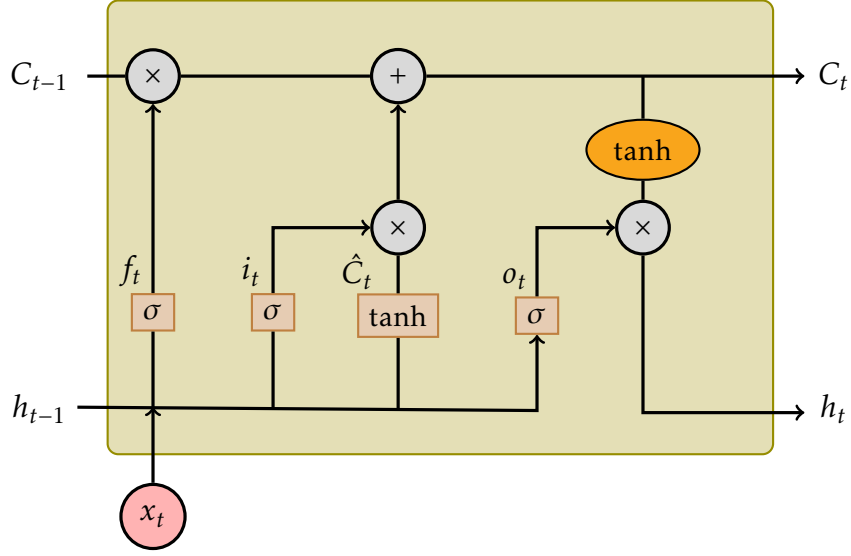 C_{t−1} × + C_t
tanh
× ×
f_t i_t Ĉ_t o_t
σ σ tanh σ
h_{t−1} h_t
x_t